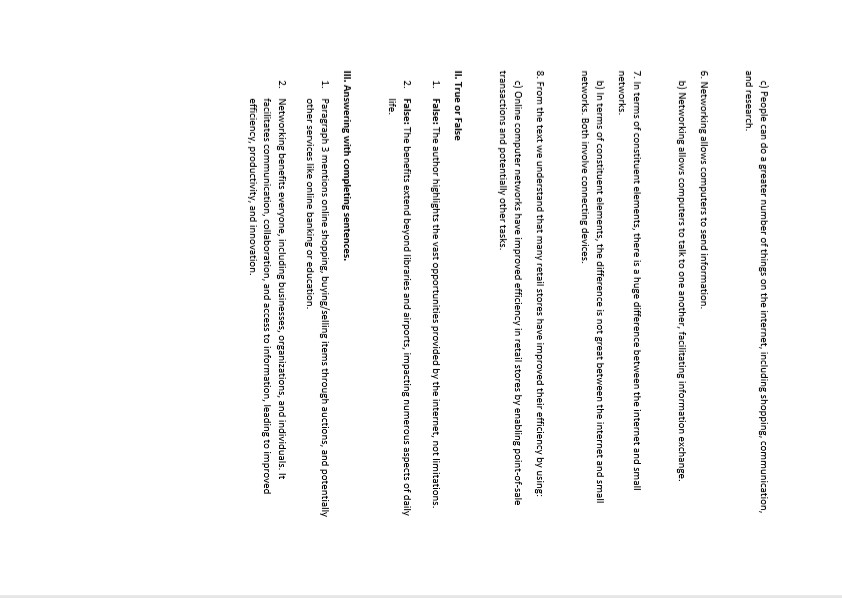 c) People can do a greater number of things on the internet, including shopping, communication,
and research.
6. Networking allows computers to send information.
b) Networking allows computers to talk to one another, facilitating information exchange.
7. In terms of constituent elements, there is a huge difference between the internet and small
networks.
b) In terms of constituent elements, the difference is not great between the internet and small
networks. Both involve connecting devices.
8. From the text we understand that many retail stores have improved their efficiency by using:
c) Online computer networks have improved efficiency in retail stores by enabling point-of-sale
transactions and potentially other tasks.
II. True or False
1. False: The author highlights the vast opportunities provided by the internet, not limitations.
2. False: The benefits extend beyond libraries and airports, impacting numerous aspects of daily
life.
III. Answering with completing sentences.
1. Paragraph 3 mentions online shopping, buying/selling items through auctions, and potentially
other services like online banking or education.
2. Networking benefits everyone, including businesses, organizations, and individuals. It
facilitates communication, collaboration, and access to information, leading to improved
efficiency, productivity, and innovation.